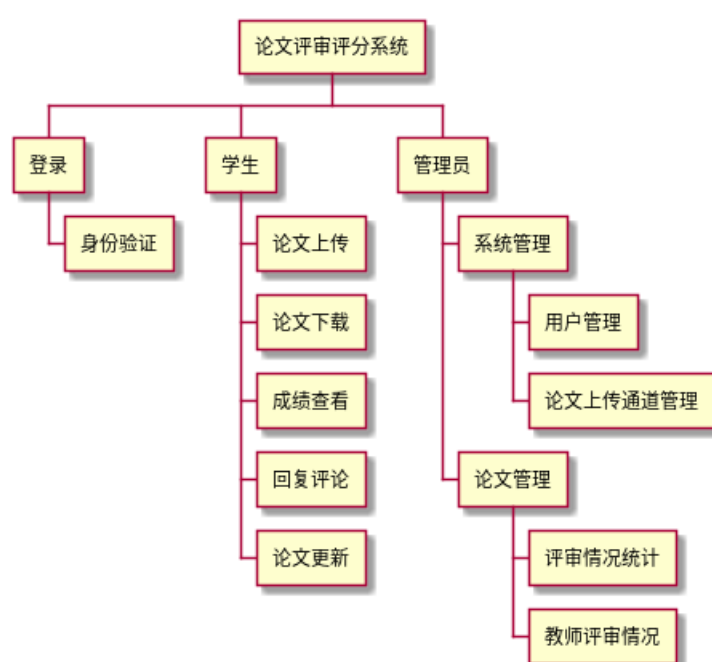 论文评审评分系统
登录
学生
管理员
身份验证
论文上传
系统管理
论文下载
用户管理
成绩查看
论文上传通道管理
回复评论
论文管理
论文更新
评审情况统计
教师评审情况